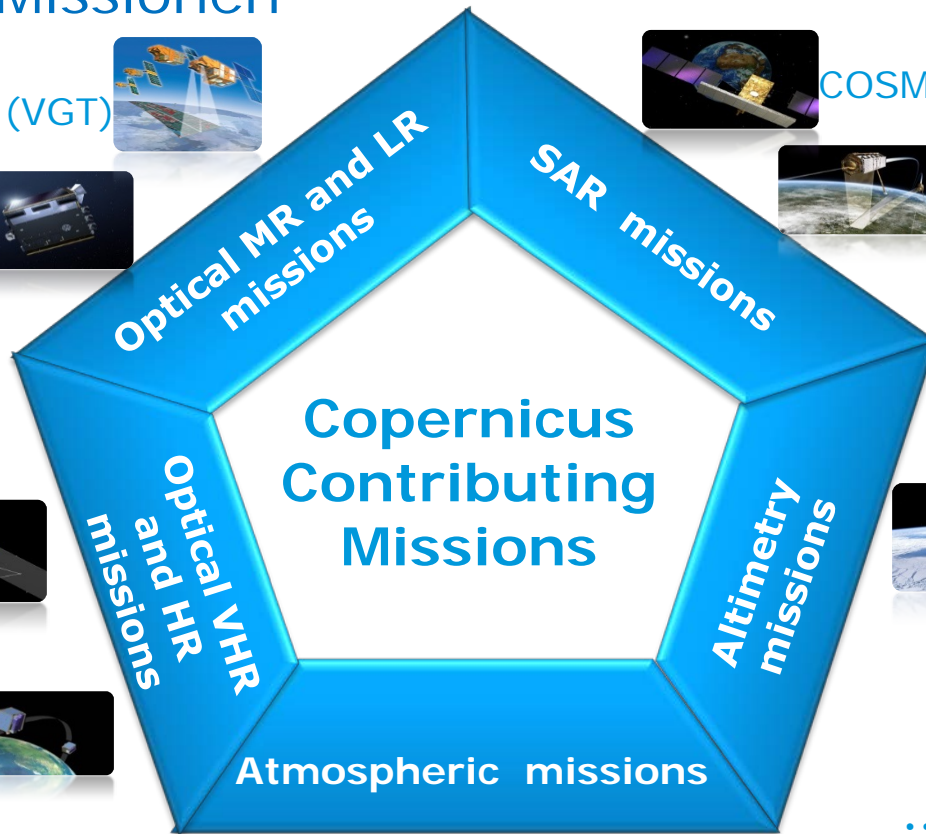 Missionen
(VGT)
COSM
Optical MR and LR
missions
SAR missions
Copernicus
Contributing
Missions
Optical VHR
and HR
missions
Altimetry
missions
Atmospheric missions
..